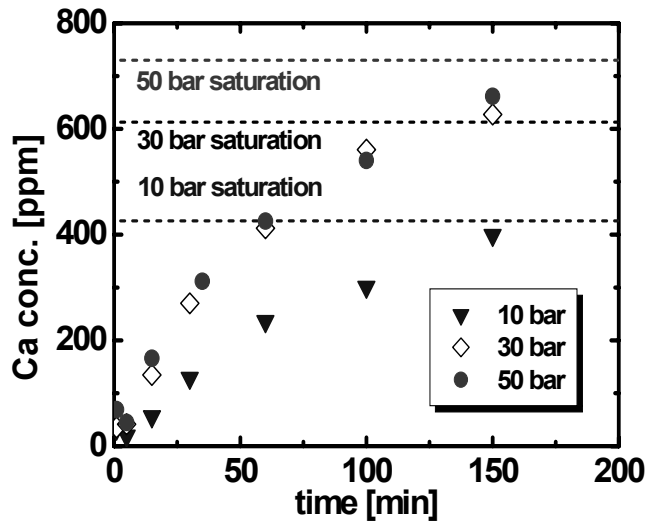 800
600
400
200
0
Ca conc. [ppm]
50 bar saturation
30 bar saturation
10 bar saturation
10 bar
30 bar
50 bar
0 50 100 150 200
time [min]